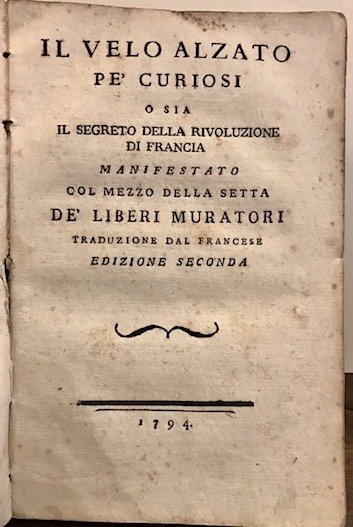 IL VELO ALZATO
PE' CURIOSI
O SIA
IL SEGRETO DELLA RIVOLUZIONE
DI FRANCIA
MANIFESTATO
COL MEZZO DELLA SETTA
DE' LIBERI MURATORI
TRADUZIONE DAL FRANCESE
EDIZIONE SECONDA
1794.